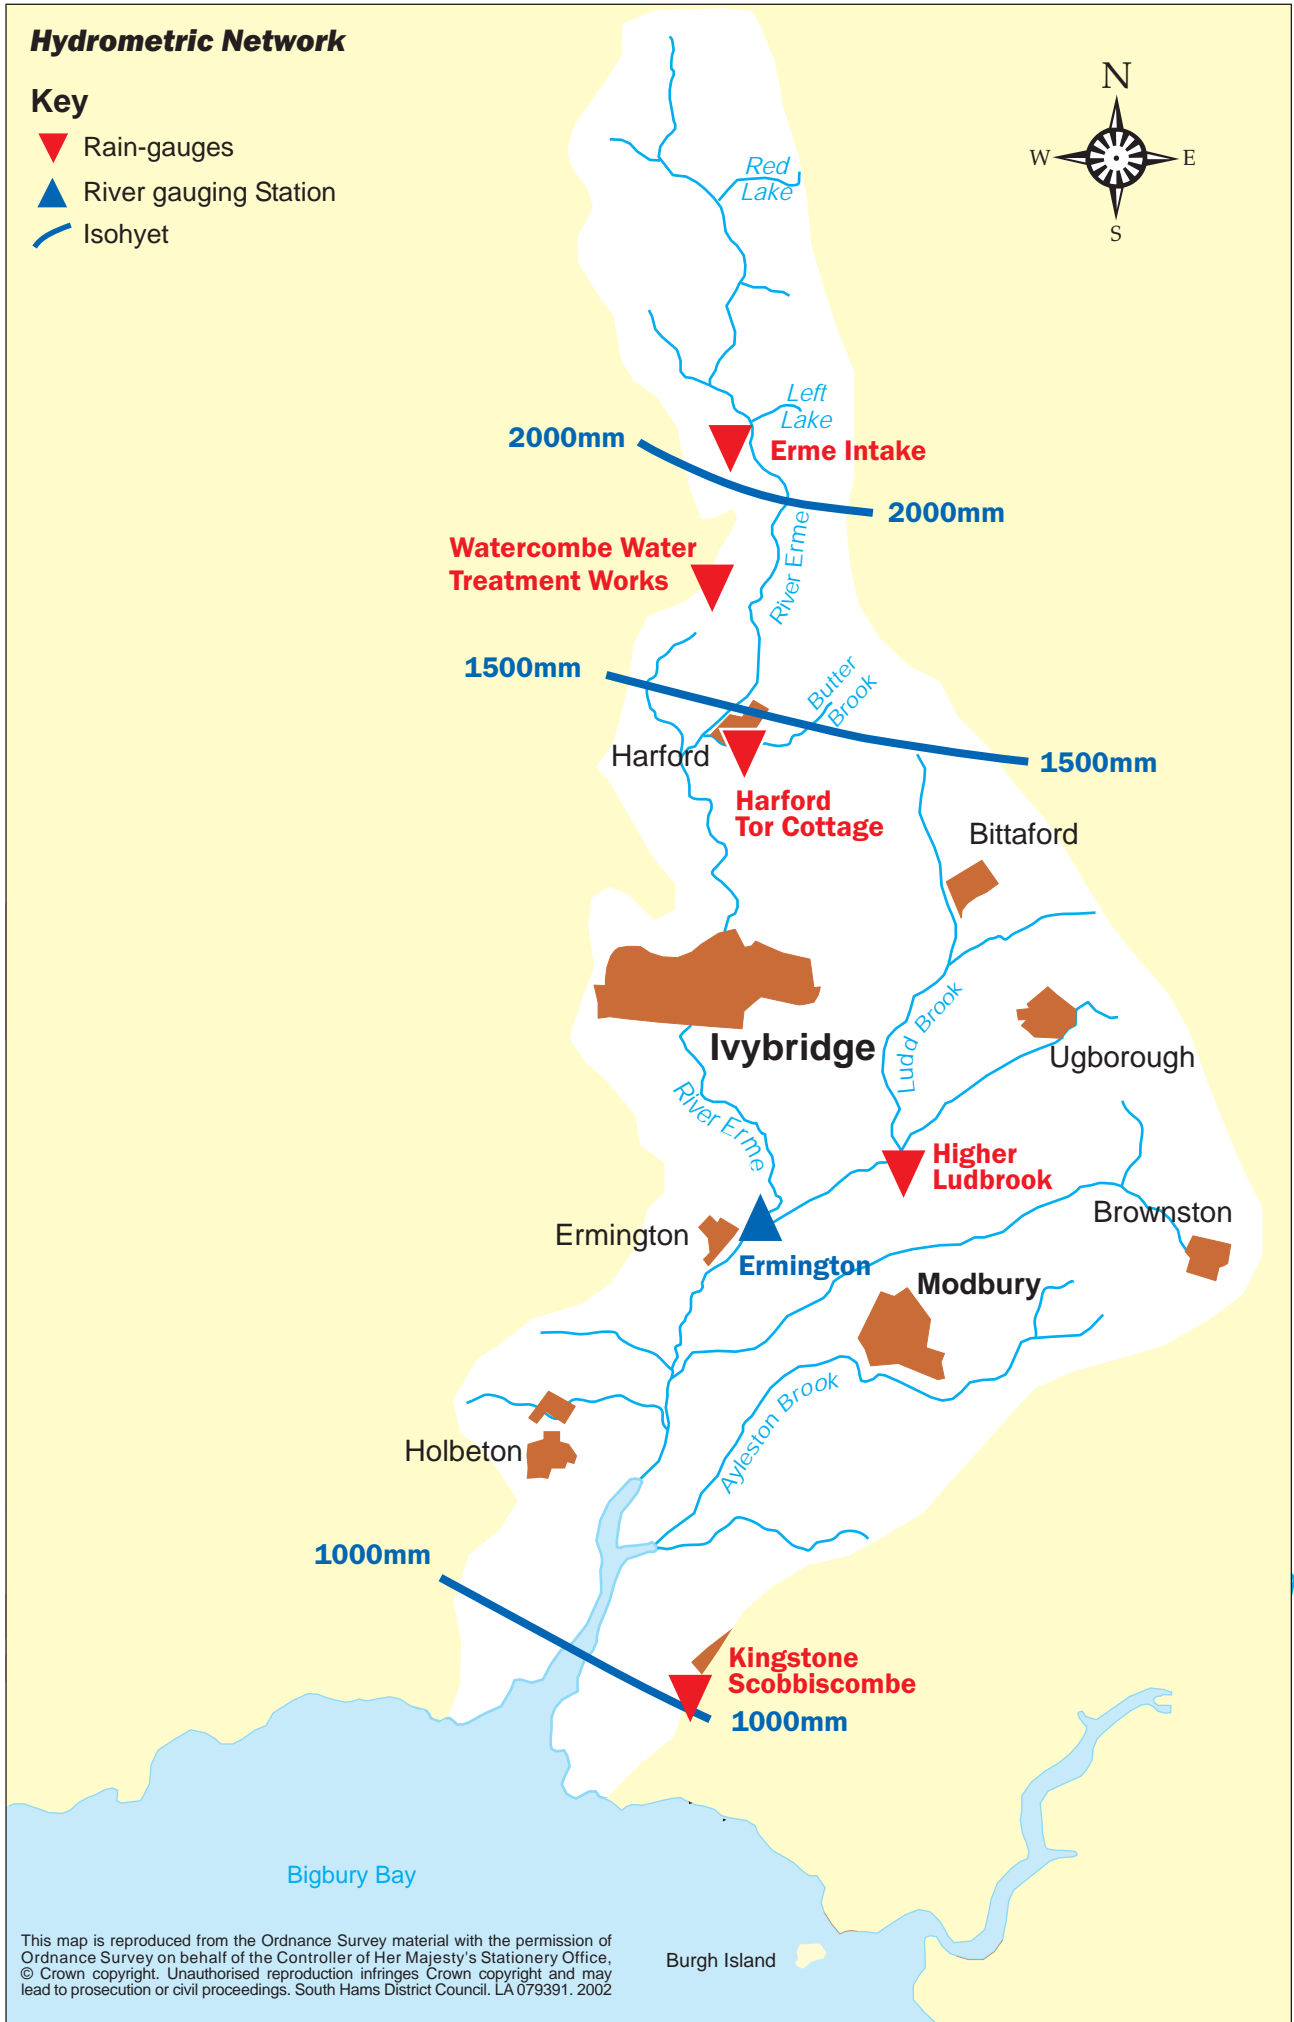 Hydrometric Network
Key
Rain-gauges
River gauging Station
Isohyet
N
W
E
S
Red
Lake
Left
Lake
2000mm
Erme Intake
2000mm
River Erme
Watercombe Water
Treatment Works
1500mm
Butter
Brook
Harford
1500mm
Harford
Tor Cottage
Bittaford
Ludd Brook
Ivybridge
Ugborough
River Erme
Higher
Ludbrook
Brownston
Ermington
Ermington
Modbury
Ayleston Brook
Holbeton
1000mm
Kingstone
Scobbiscombe
1000mm
Bigbury Bay
Burgh Island
This map is reproduced from the Ordnance Survey material with the permission of
Ordnance Survey on behalf of the Controller of Her Majesty's Stationery Office,
© Crown copyright. Unauthorised reproduction infringes Crown copyright and may
lead to prosecution or civil proceedings. South Hams District Council. LA 079391. 2002